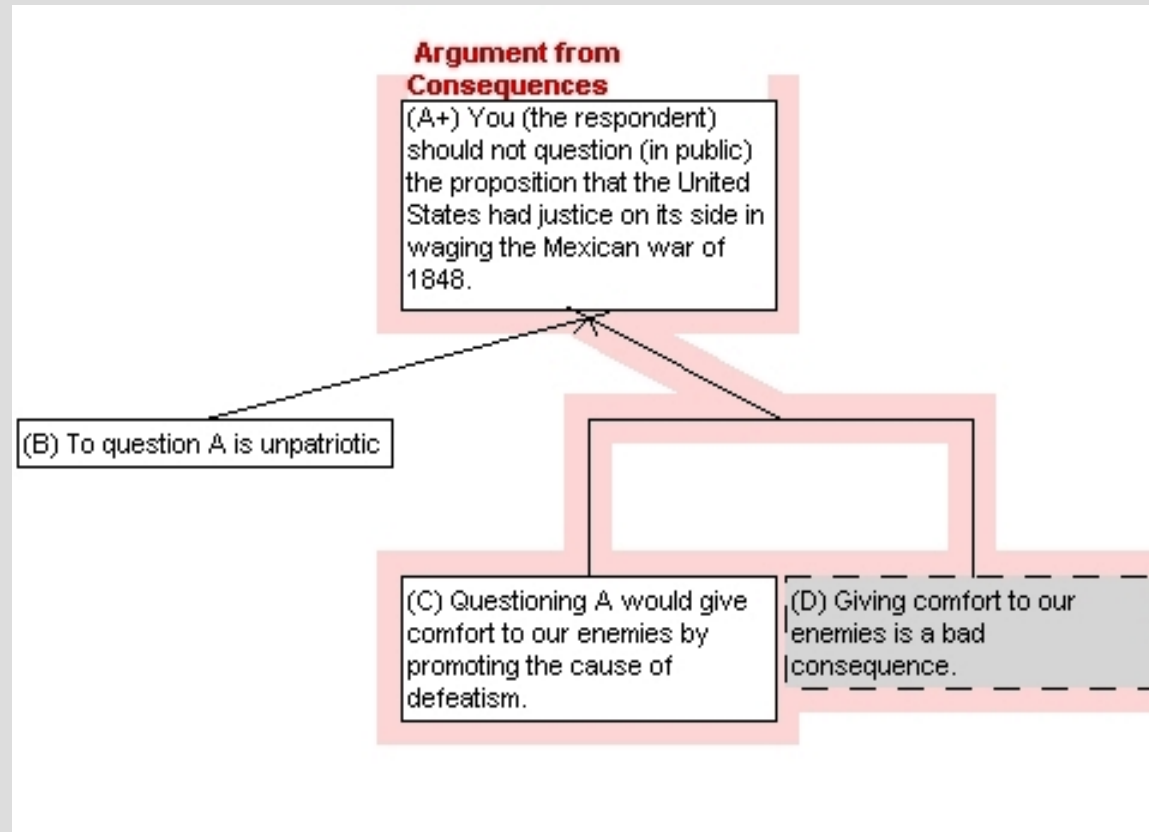 Argument from
Consequences
(A+) You (the respondent)
should not question (in public)
the proposition that the United
States had justice on its side in
waging the Mexican war of
1848.
(B) To question A is unpatriotic
(C) Questioning A would give
comfort to our enemies by
promoting the cause of
defeatism.
(D) Giving comfort to our
enemies is a bad
consequence.